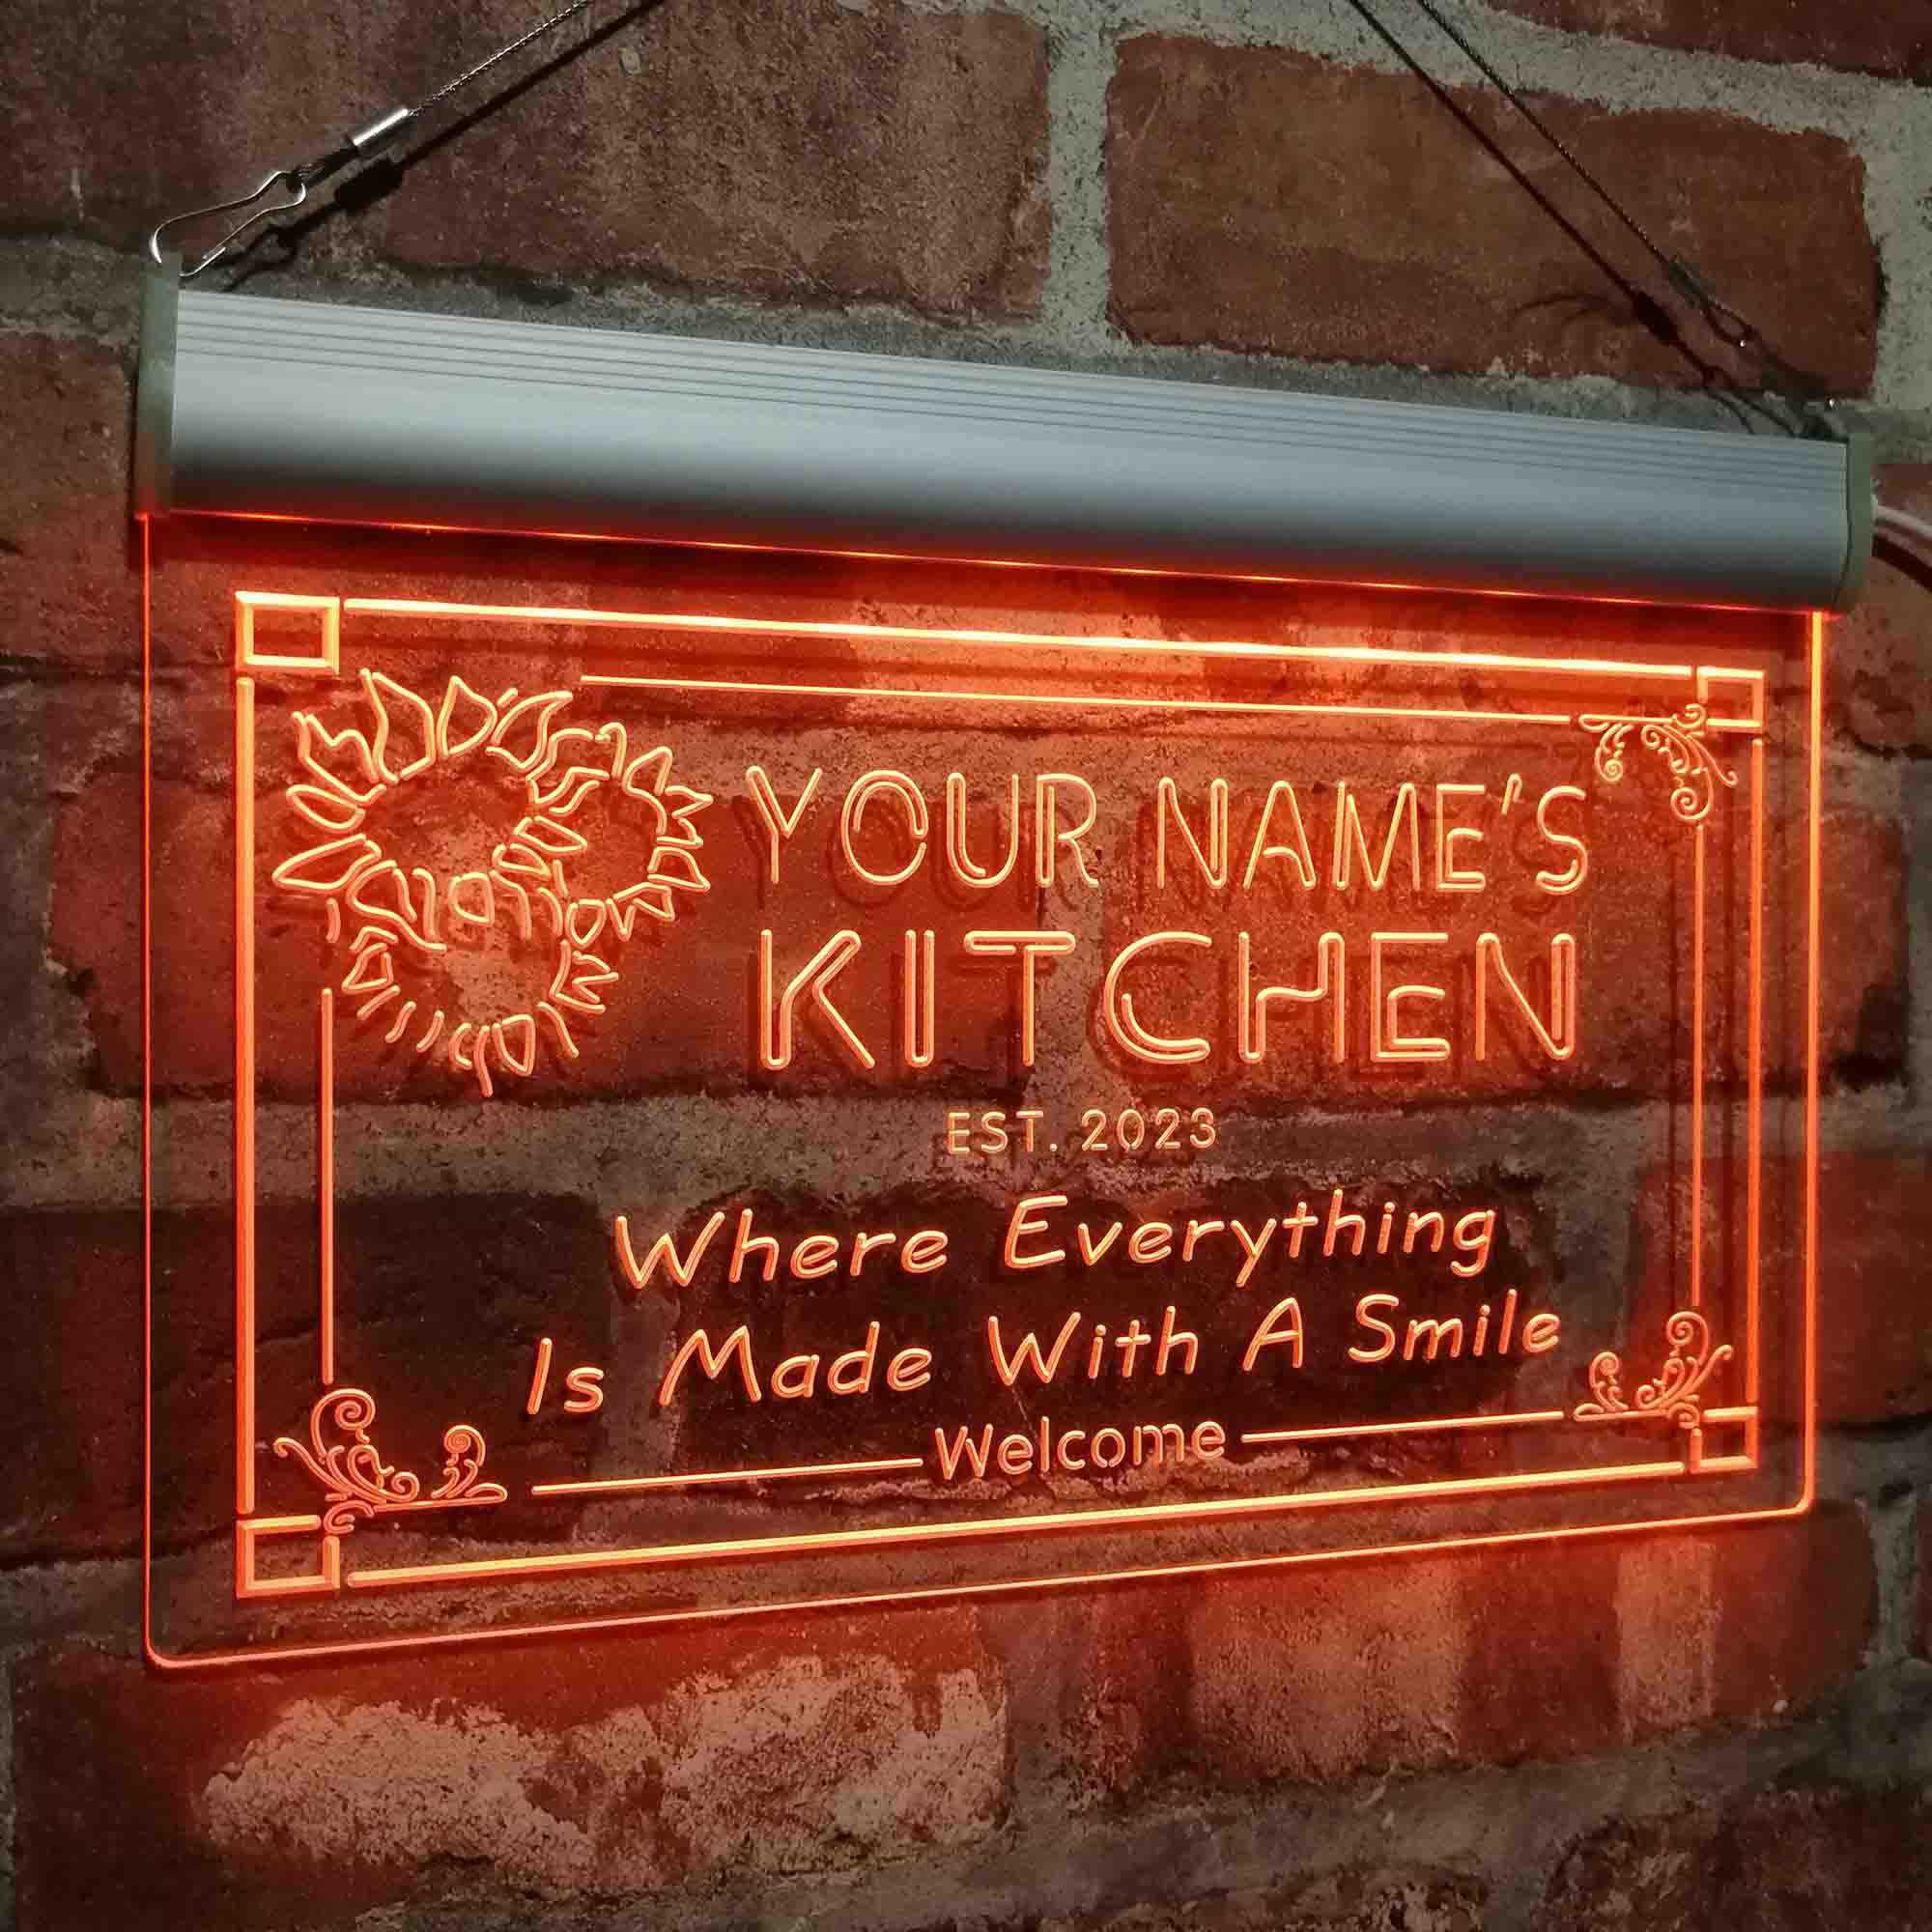 YOUR NAME'S
KITCHEN
EST. 2023
Where Everything
Is Made With A Smile
Welcome